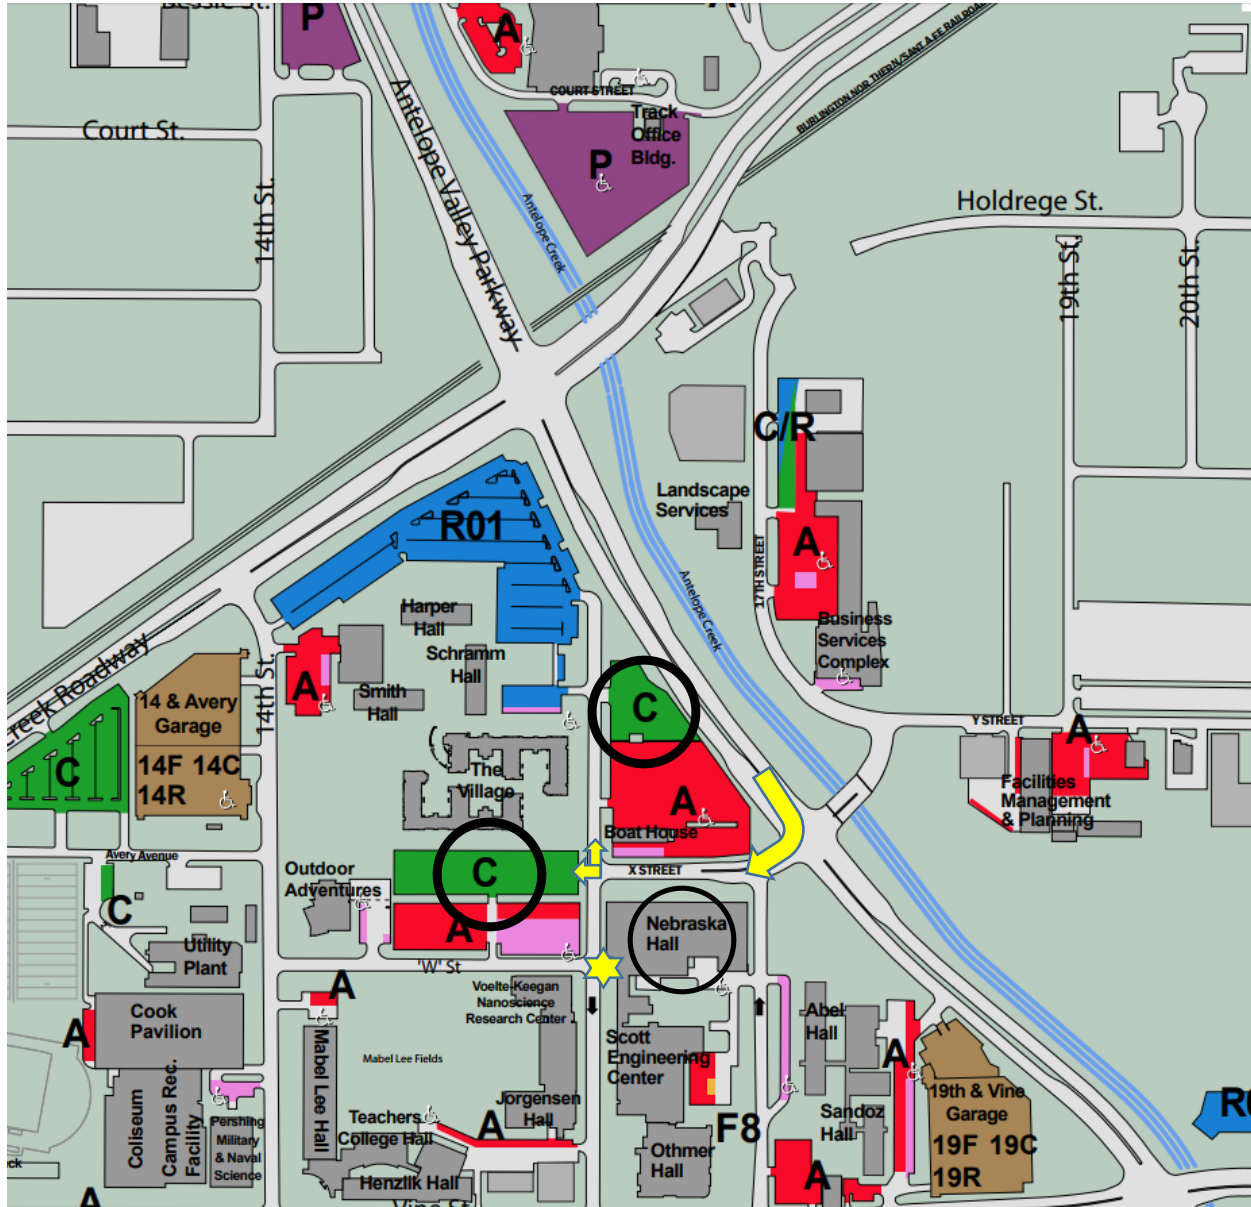 Bessie St.
P
A
A
COURT STREET
BURLINGTON NORTHERN/SANTA FE RAILROAD
Court St.
Antelope Valley Parkway
Track
Office
Bldg.
P
14th St.
Antelope Creek
Holdrege St.
19th St.
20th St.
C/R
Landscape
Services
R01
A
17TH STREET
Antelope Creek
Harper
Hall
Schramm
Hall
Business
Services
Complex
Creek Roadway
14th St.
A
Smith
Hall
C
14 & Avery
Garage
14F 14C
14R
C
Y STREET
A
The
Village
A
Facilities
Management
& Planning
Boat House
Avery Avenue
Outdoor
Adventures
C
X STREET
C
A
Nebraska
Hall
Utility
Plant
'W' St
A
Voelte-Keegan
Nanoscience
Research Center
Abel
Hall
Cook
Pavilion
A
Mabel Lee Hall
Mabel Lee Fields
Scott
Engineering
Center
A
19th & Vine
Garage
19F 19C
19R
Coliseum
Campus Rec.
Facility
Pershing
Military
& Naval
Science
Teachers
College Hall
A
Jorgensen
Hall
F8
Sandoz
Hall
Othmer
Hall
A
Henzlik Hall
Vine St
A